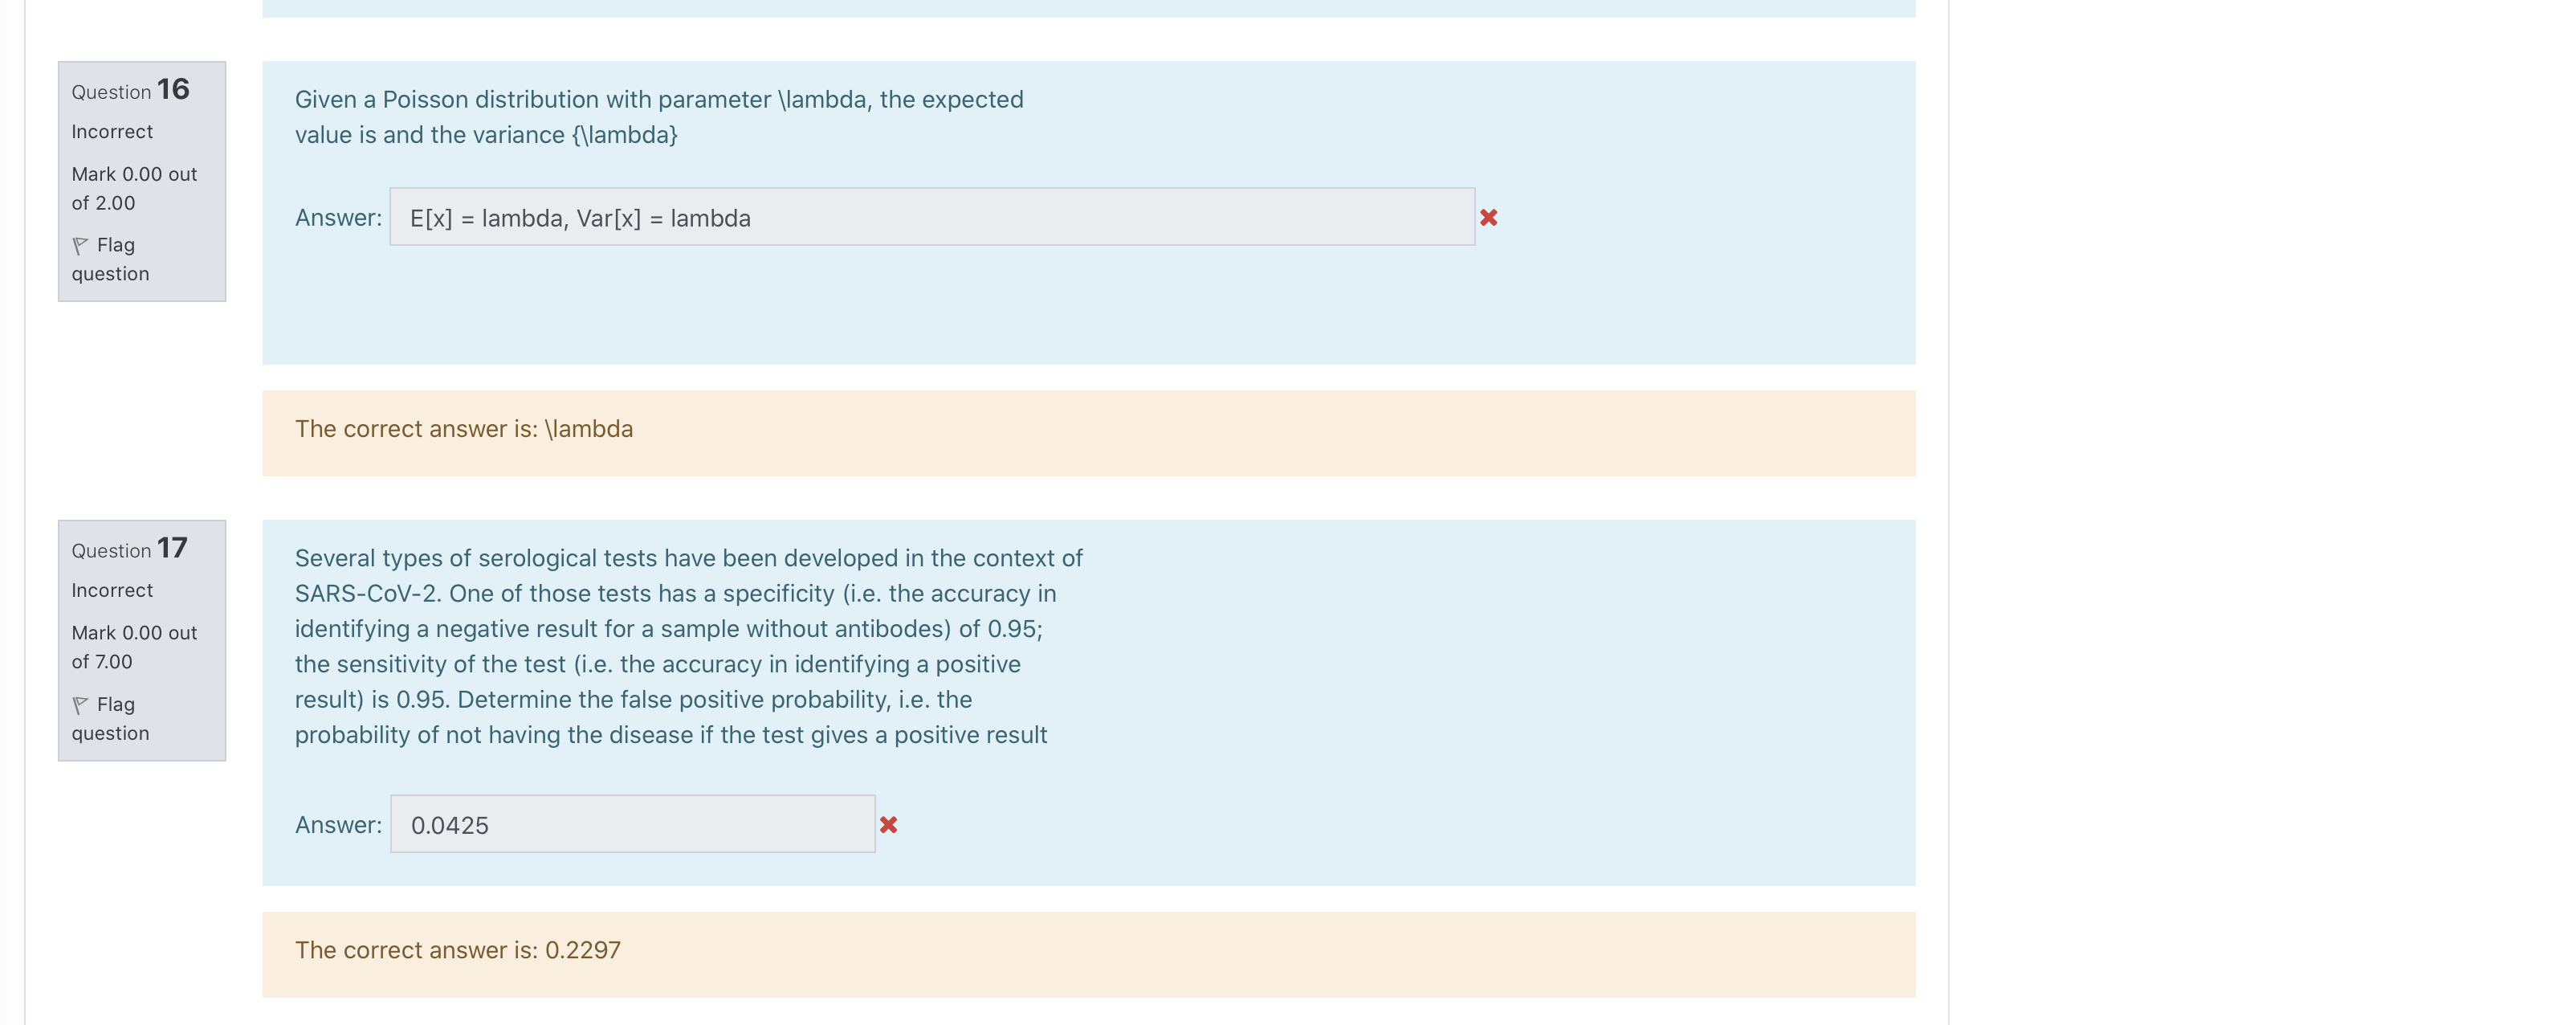 Question 16
Incorrect
Mark 0.00 out
of 2.00
Flag
question
Given a Poisson distribution with parameter \lambda, the expected
value is and the variance {\lambda}
Answer: E[x] = lambda, Var[x] = lambda
The correct answer is: \lambda
Question 17
Incorrect
Mark 0.00 out
of 7.00
Flag
question
Several types of serological tests have been developed in the context of
SARS-CoV-2. One of those tests has a specificity (i.e. the accuracy in
identifying a negative result for a sample without antibodes) of 0.95;
the sensitivity of the test (i.e. the accuracy in identifying a positive
result) is 0.95. Determine the false positive probability, i.e. the
probability of not having the disease if the test gives a positive result
Answer: 0.0425
The correct answer is: 0.2297